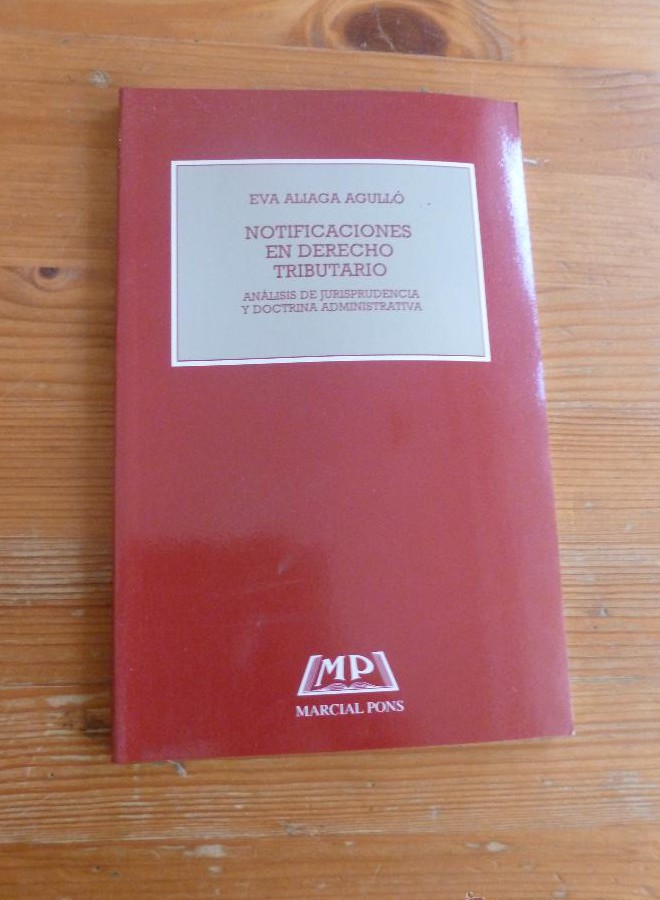 EVA ALIAGA AGULLÓ
NOTIFICACIONES
EN DERECHO
TRIBUTARIO
ANÁLISIS DE JURISPRUDENCIA
Y DOCTRINA ADMINISTRATIVA
MP
MARCIAL PONS